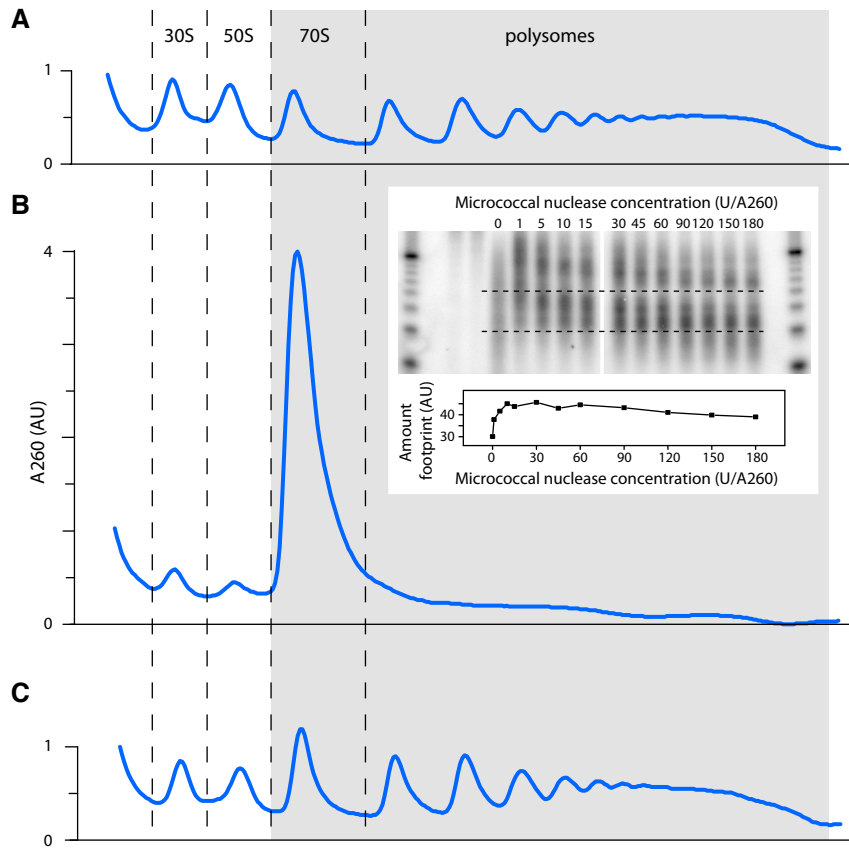 A
30S 50S 70S polysomes
1
0
B
Micrococcal nuclease concentration (U/A260)
0 1 5 10 15 30 45 60 90 120 150 180
4
A260 (AU)
0
Amount
footprint (AU)
40
30
0 30 60 90 120 150 180
Micrococcal nuclease concentration (U/A260)
C
1
0